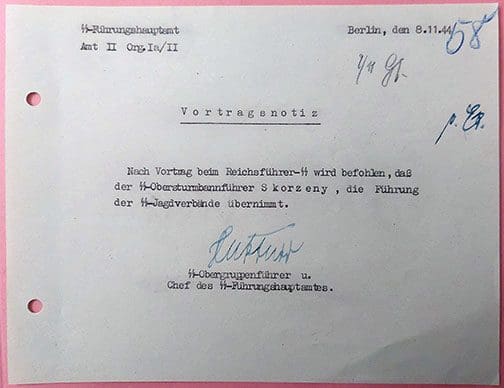 ᛋᛋ-Führungshauptamt
Berlin, den 8.11.44
58
Amt II Org.Ia/II
Vortragsnotiz
Nach Vortrag beim Reichsführer-ᛋᛋ wird befohlen, daß
der ᛋᛋ-Obersturmbannführer Skorzeny, die Führung
der ᛋᛋ-Jagdverbände übernimmt.
ᛋᛋ-Obergruppenführer u.
Chef des ᛋᛋ-Führungshauptamtes.